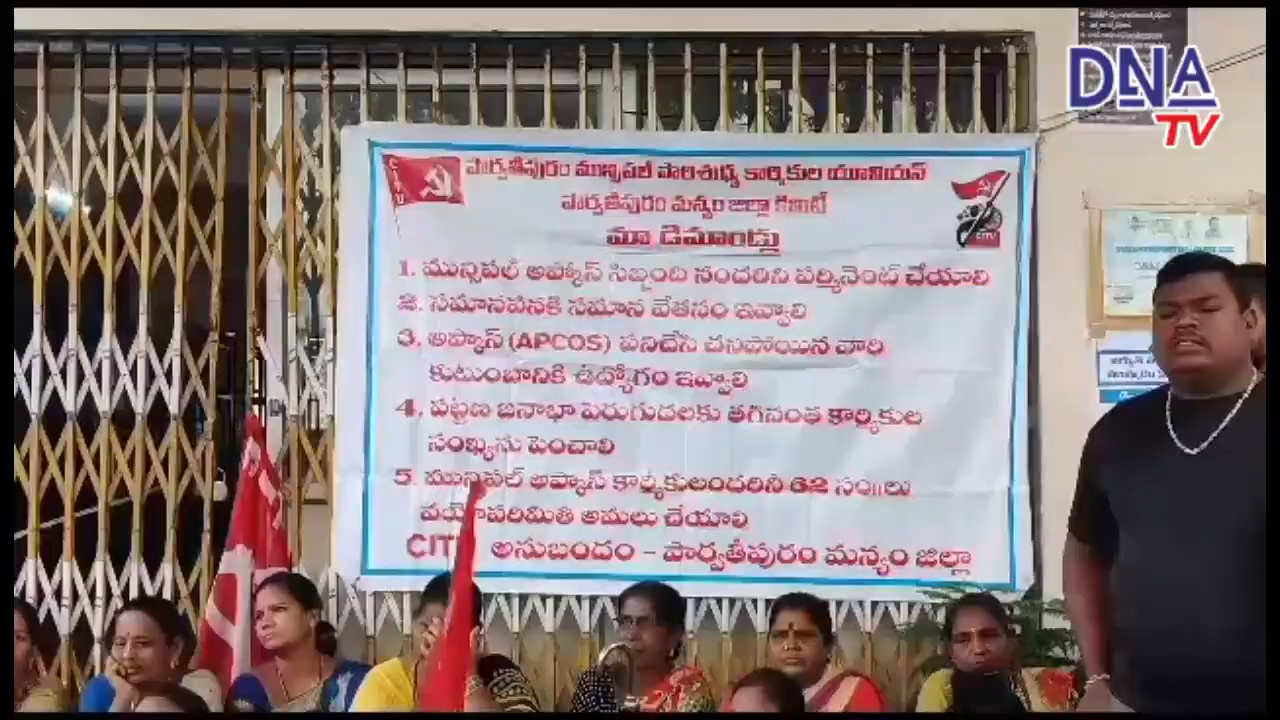 DNA
TV
CITU
పార్వతీపురం మున్సిపల్ పారిశుధ్య కార్మికుల యూనియన్
పార్వతీపురం మన్యం జిల్లా కమిటీ
మా డిమాండ్లు
CITU
1. మున్సిపల్ అప్కాస్ సిబ్బంది నందరిని పర్మినెంట్ చేయాలి
2. సమానపనికి సమాన వేతనం ఇవ్వాలి
3. అప్కాస్ (APCOS) పనిచేసి చనిపోయిన వారి
కుటుంబానికి ఉద్యోగం ఇవ్వాలి
4. పట్టణ జనాభా పెరుగుదలకు తగినంత కార్మికుల
సంఖ్యను పెంచాలి
5. మున్సిపల్ అప్కాస్ కార్మికులందరిని 62 సం॥లు
వయోపరిమితి అమలు చేయాలి
CITU అనుబందం - పార్వతీపురం మన్యం జిల్లా